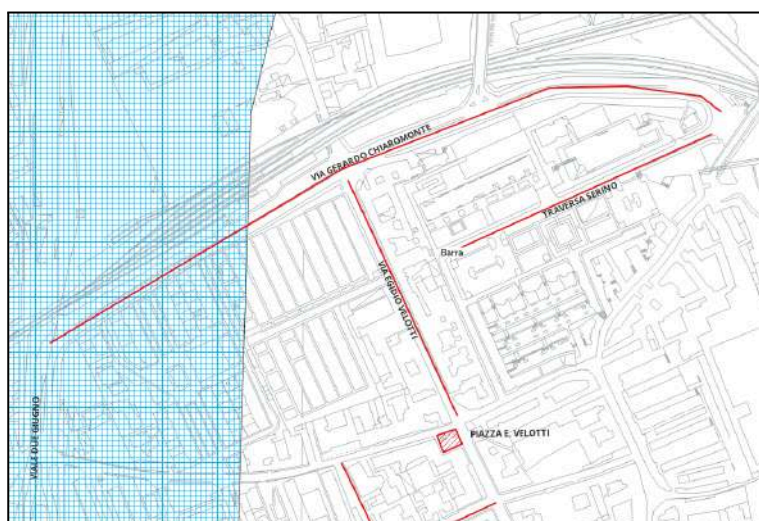 VIA GERARDO CHIAROMONTE
TRAVERSA SERINO
Barra
VIA EGIDIO VELOTTI
VIALE DUE GIUGNO
PIAZZA E. VELOTTI